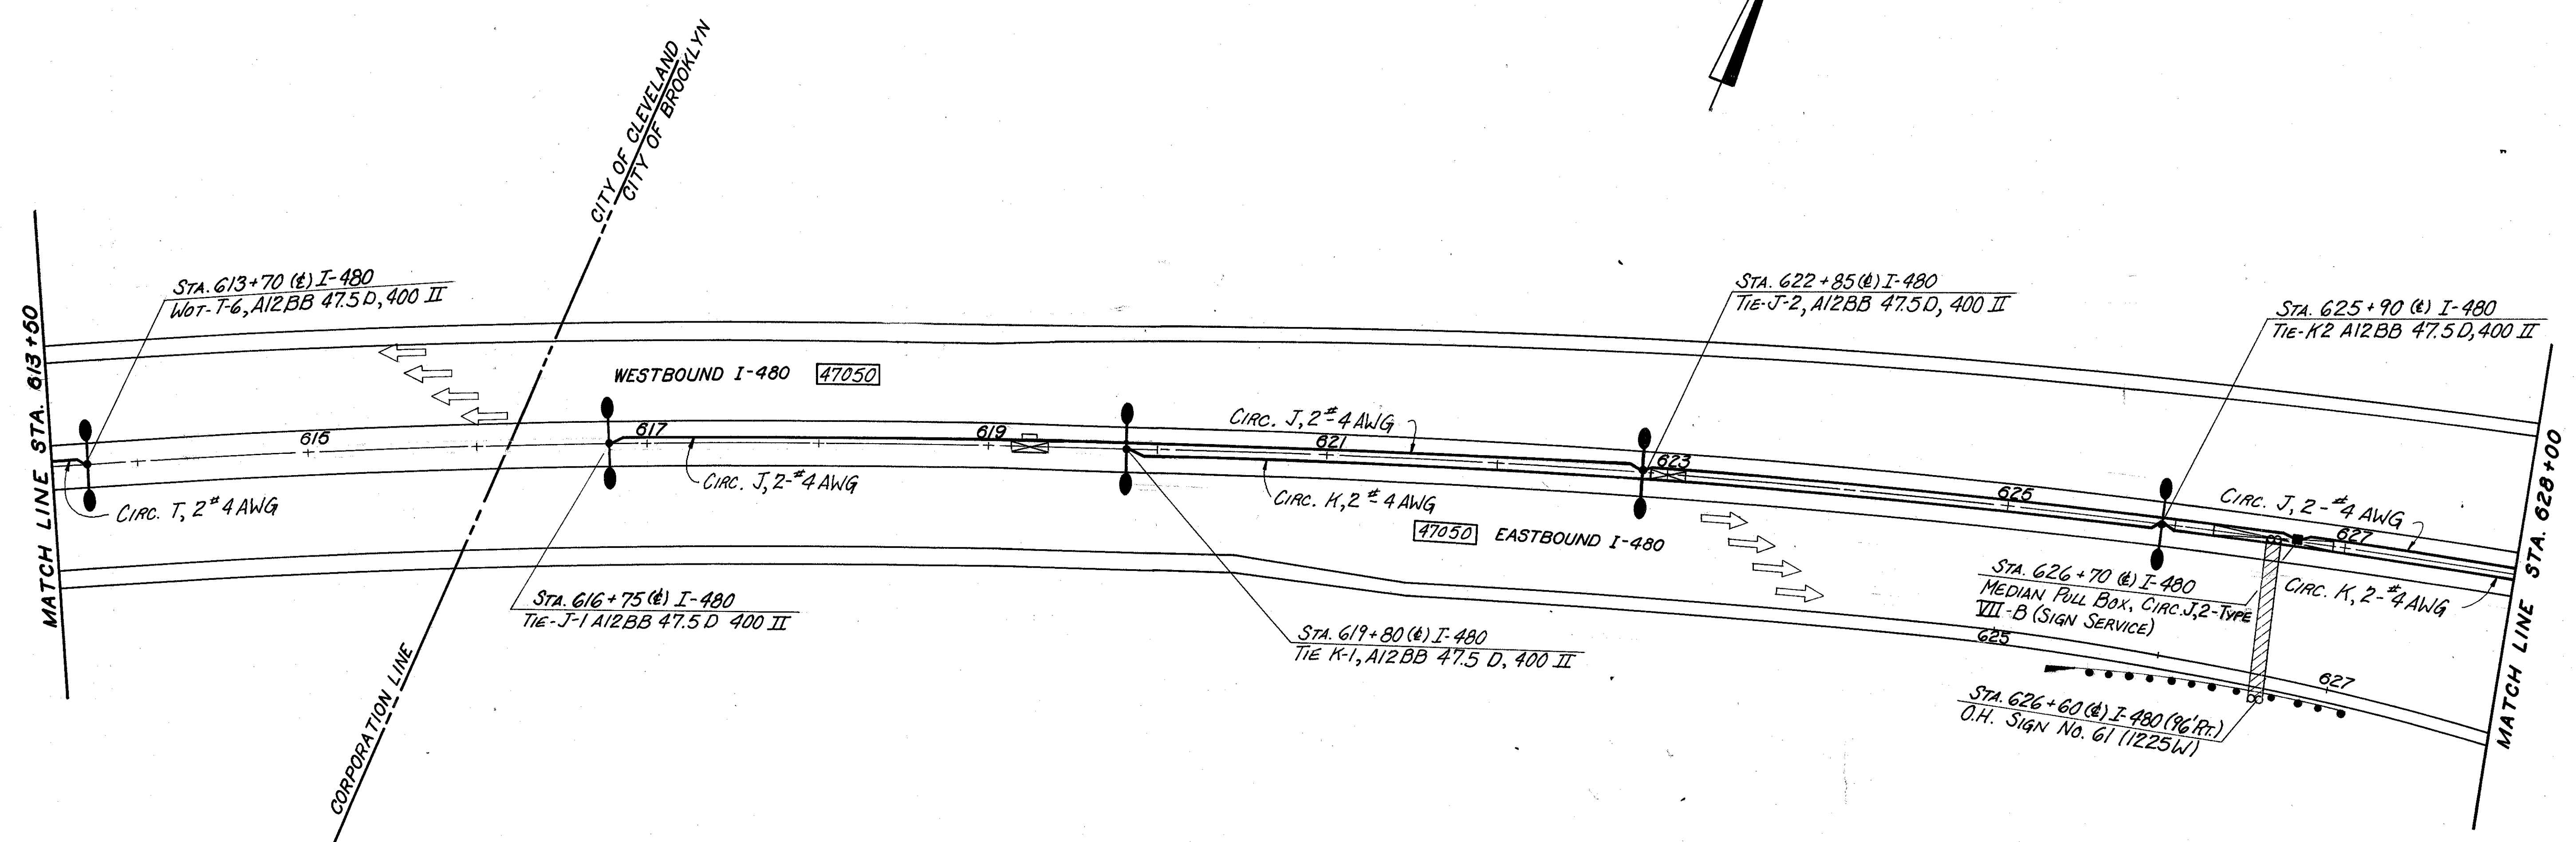 CITY OF CLEVELAND
CITY OF BROOKLYN
STA. 613+70 (℄) I-480
WOT-T-6, A12BB 47.5D, 400 II
STA. 622+85 (℄) I-480
TIE-J-2, A12BB 47.5D, 400 II
STA. 625+90 (℄) I-480
TIE-K2 A12BB 47.5D, 400 II
MATCH LINE STA. 613+50
WESTBOUND I-480 47050
615
617
619
CIRC. J, 2#4 AWG
621
623
625
CIRC. J, 2-#4 AWG
627
CIRC. T, 2#4 AWG
CIRC. J, 2-#4 AWG
CIRC. K, 2#4 AWG
47050 EASTBOUND I-480
STA. 626+70 (℄) I-480
MEDIAN PULL BOX, CIRC. J, 2-TYPE
VII-B (SIGN SERVICE)
CIRC. K, 2-#4 AWG
MATCH LINE STA. 628+00
STA. 616+75 (℄) I-480
TIE-J-1 A12BB 47.5 D 400 II
STA. 619+80 (℄) I-480
TIE K-1, A12BB 47.5 D, 400 II
625
627
STA. 626+60 (℄) I-480 (96' RT.)
O.H. SIGN NO. 61 (1225W)
CORPORATION LINE